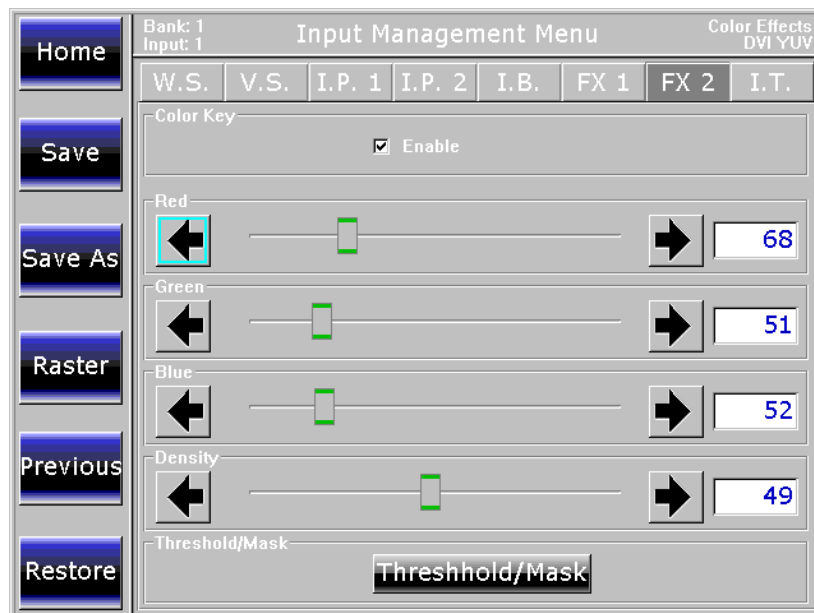 Home
Save
Save As
Raster
Previous
Restore
Bank: 1
Input: 1
Input Management Menu
Color Effects
DVI YUV
W.S. V.S. I.P. 1 I.P. 2 I.B. FX 1 FX 2 I.T.
Color Key
Enable
Red
68
Green
51
Blue
52
Density
49
Threshold/Mask
Threshhold/Mask